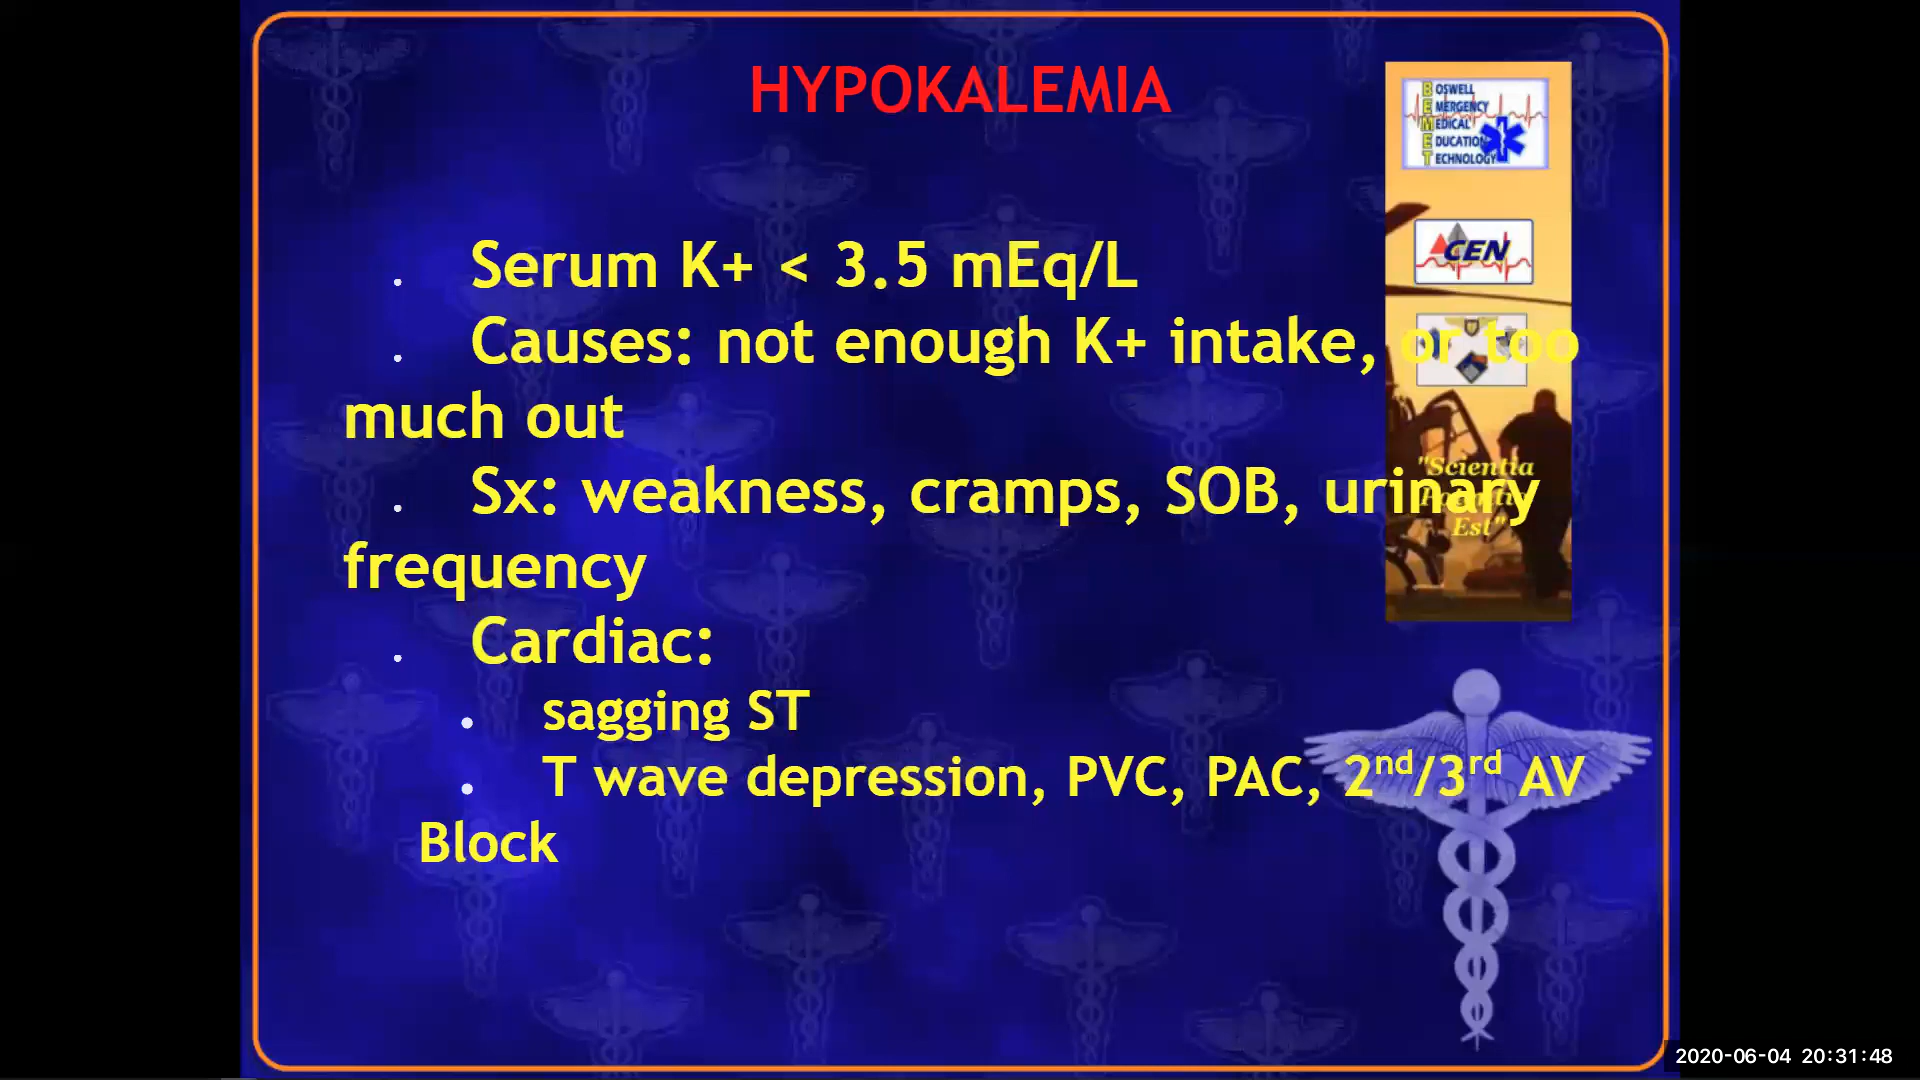 HYPOKALEMIA
BOSWELL
EMERGENCY
MEDICAL
EDUCATION
TECHNOLOGY
CEN
. Serum K+ < 3.5 mEq/L
. Causes: not enough K+ intake, or too
much out
"Scientia
. Sx: weakness, cramps, SOB, urinary
Est"
frequency
. Cardiac:
• sagging ST
• T wave depression, PVC, PAC, 2nd/3rd AV
Block
2020-06-04 20:31:48